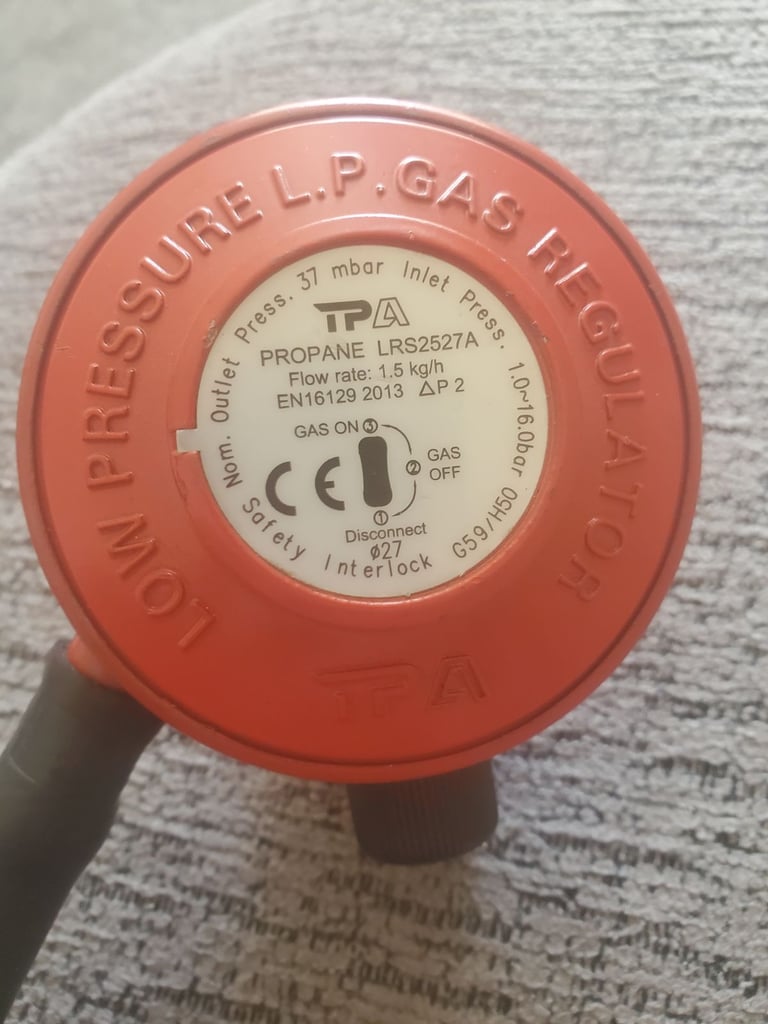 LOW PRESSURE L.P.GAS REGULATOR
Nom. Outlet Press. 37 mbar Inlet Press. 1.0~16.0bar
TPA
PROPANE LRS2527A
Flow rate: 1.5 kg/h
EN16129 2013 △P 2
GAS ON ③
② GAS
OFF
CE
①
Disconnect
ø27
Safety Interlock G59/H50
TPA